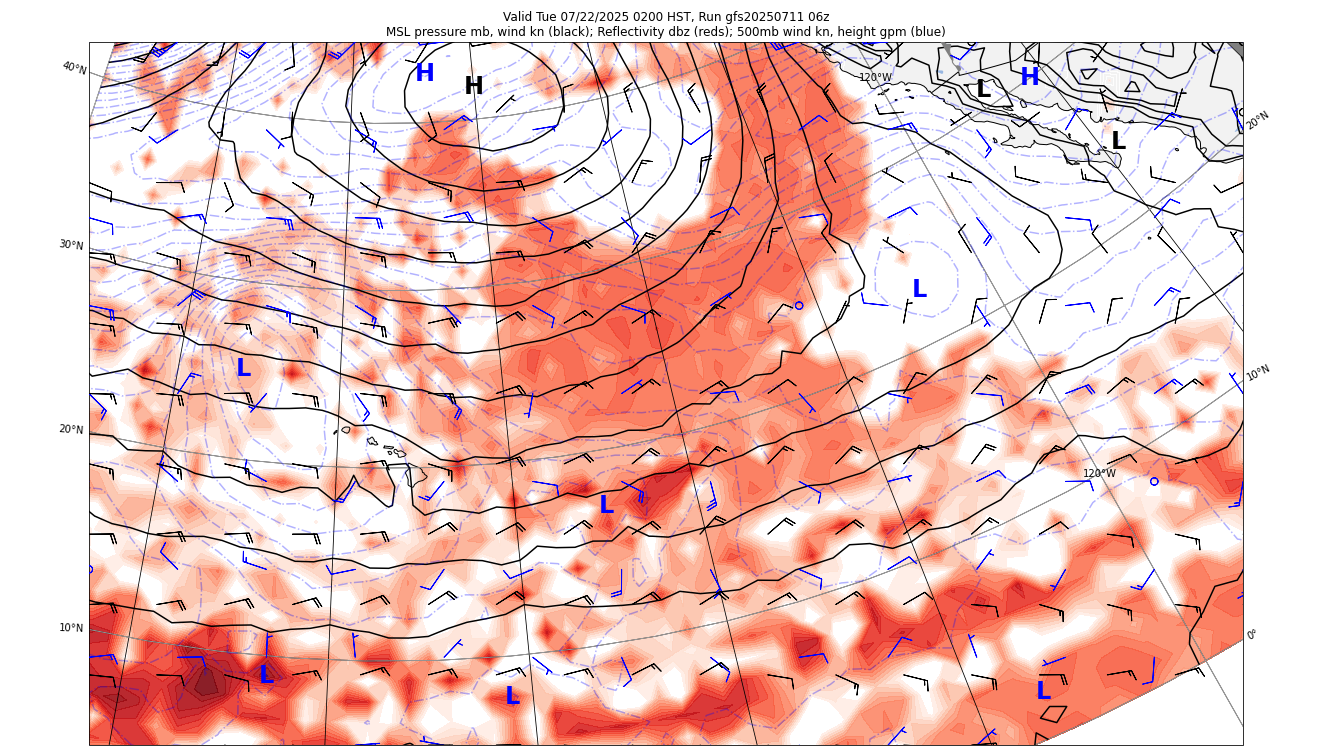 Valid Tue 07/22/2025 0200 HST, Run gfs20250711 06z
MSL pressure mb, wind kn (black); Reflectivity dbz (reds); 500mb wind kn, height gpm (blue)
40°N
H
H
120°W
L
H
0
20°N
L
30°N
L
L
10°N
20°N
120°W
L
10°N
0°
L
L
L